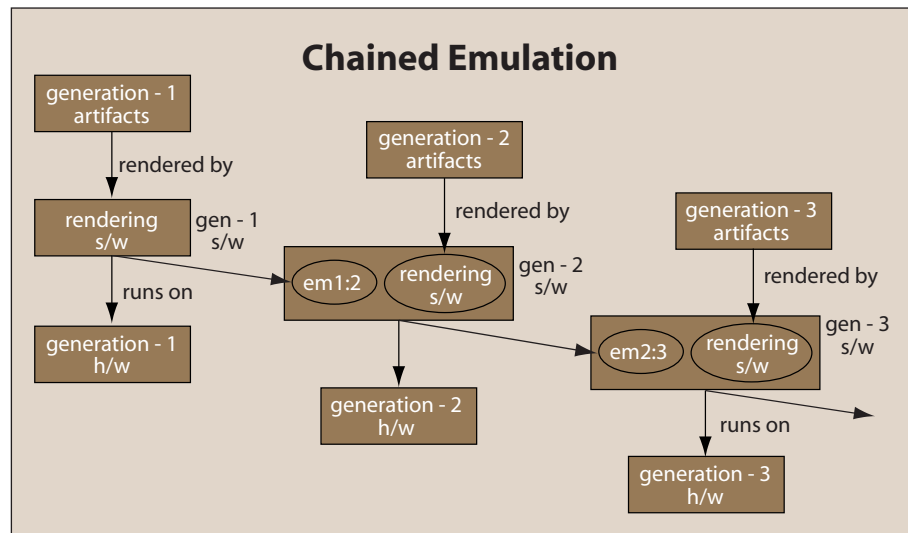 Chained Emulation
generation - 1
artifacts
rendered by
rendering
s/w
gen - 1
s/w
runs on
generation - 1
h/w
generation - 2
artifacts
rendered by
em1:2
rendering
s/w
gen - 2
s/w
generation - 2
h/w
generation - 3
artifacts
rendered by
em2:3
rendering
s/w
gen - 3
s/w
runs on
generation - 3
h/w